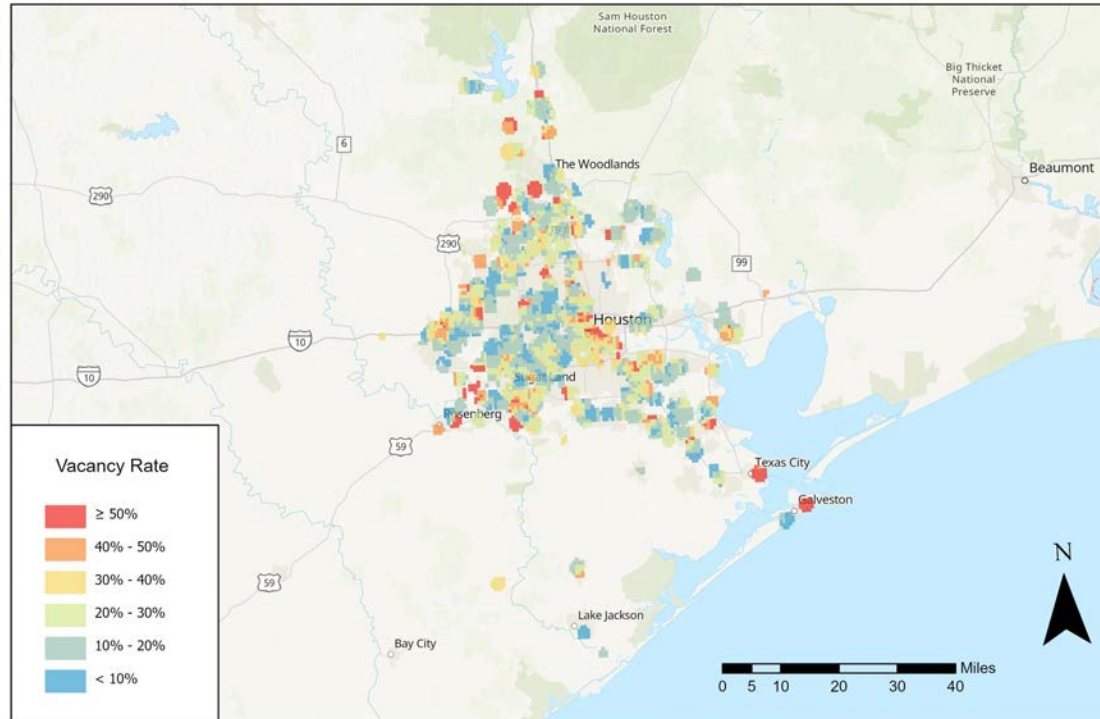 Sam Houston
National Forest
Big Thicket
National
Preserve
6
The Woodlands
Beaumont
290
290
99
Houston
10
10
Sugar Land
Rosenberg
59
Texas City
Galveston
59
Lake Jackson
Bay City
Vacancy Rate
≥ 50%
40% - 50%
30% - 40%
20% - 30%
10% - 20%
< 10%
N
Miles
0 5 10 20 30 40